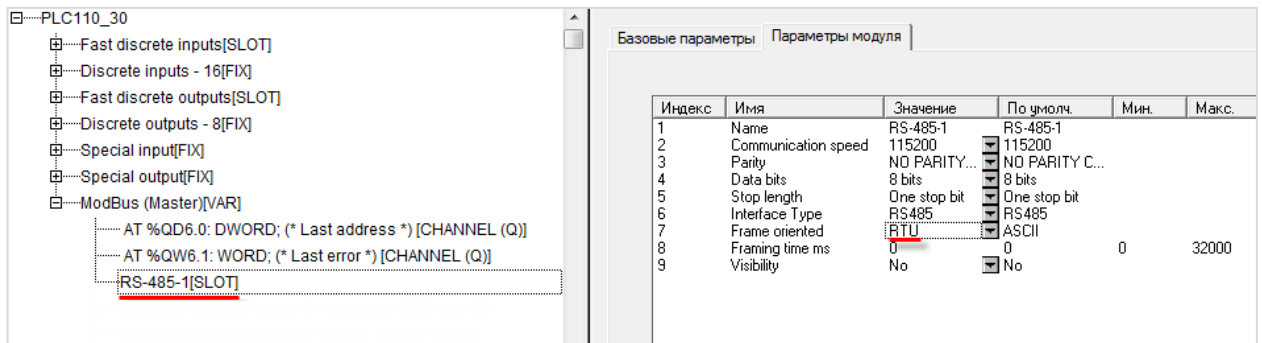 PLC110_30
Fast discrete inputs[SLOT]
Discrete inputs - 16[FIX]
Fast discrete outputs[SLOT]
Discrete outputs - 8[FIX]
Special input[FIX]
Special output[FIX]
ModBus (Master)[VAR]
AT %QD6.0: DWORD; (* Last address *) [CHANNEL (Q)]
AT %QW6.1: WORD; (* Last error *) [CHANNEL (Q)]
RS-485-1[SLOT]
Базовые параметры Параметры модуля
Индекс Имя Значение По умолч. Мин. Макс.
1 Name RS-485-1 RS-485-1
2 Communication speed 115200 115200
3 Parity NO PARITY... NO PARITY C...
4 Data bits 8 bits 8 bits
5 Stop length One stop bit One stop bit
6 Interface Type RS485 RS485
7 Frame oriented RTU ASCII
8 Framing time ms 0 0 0 32000
9 Visibility No No